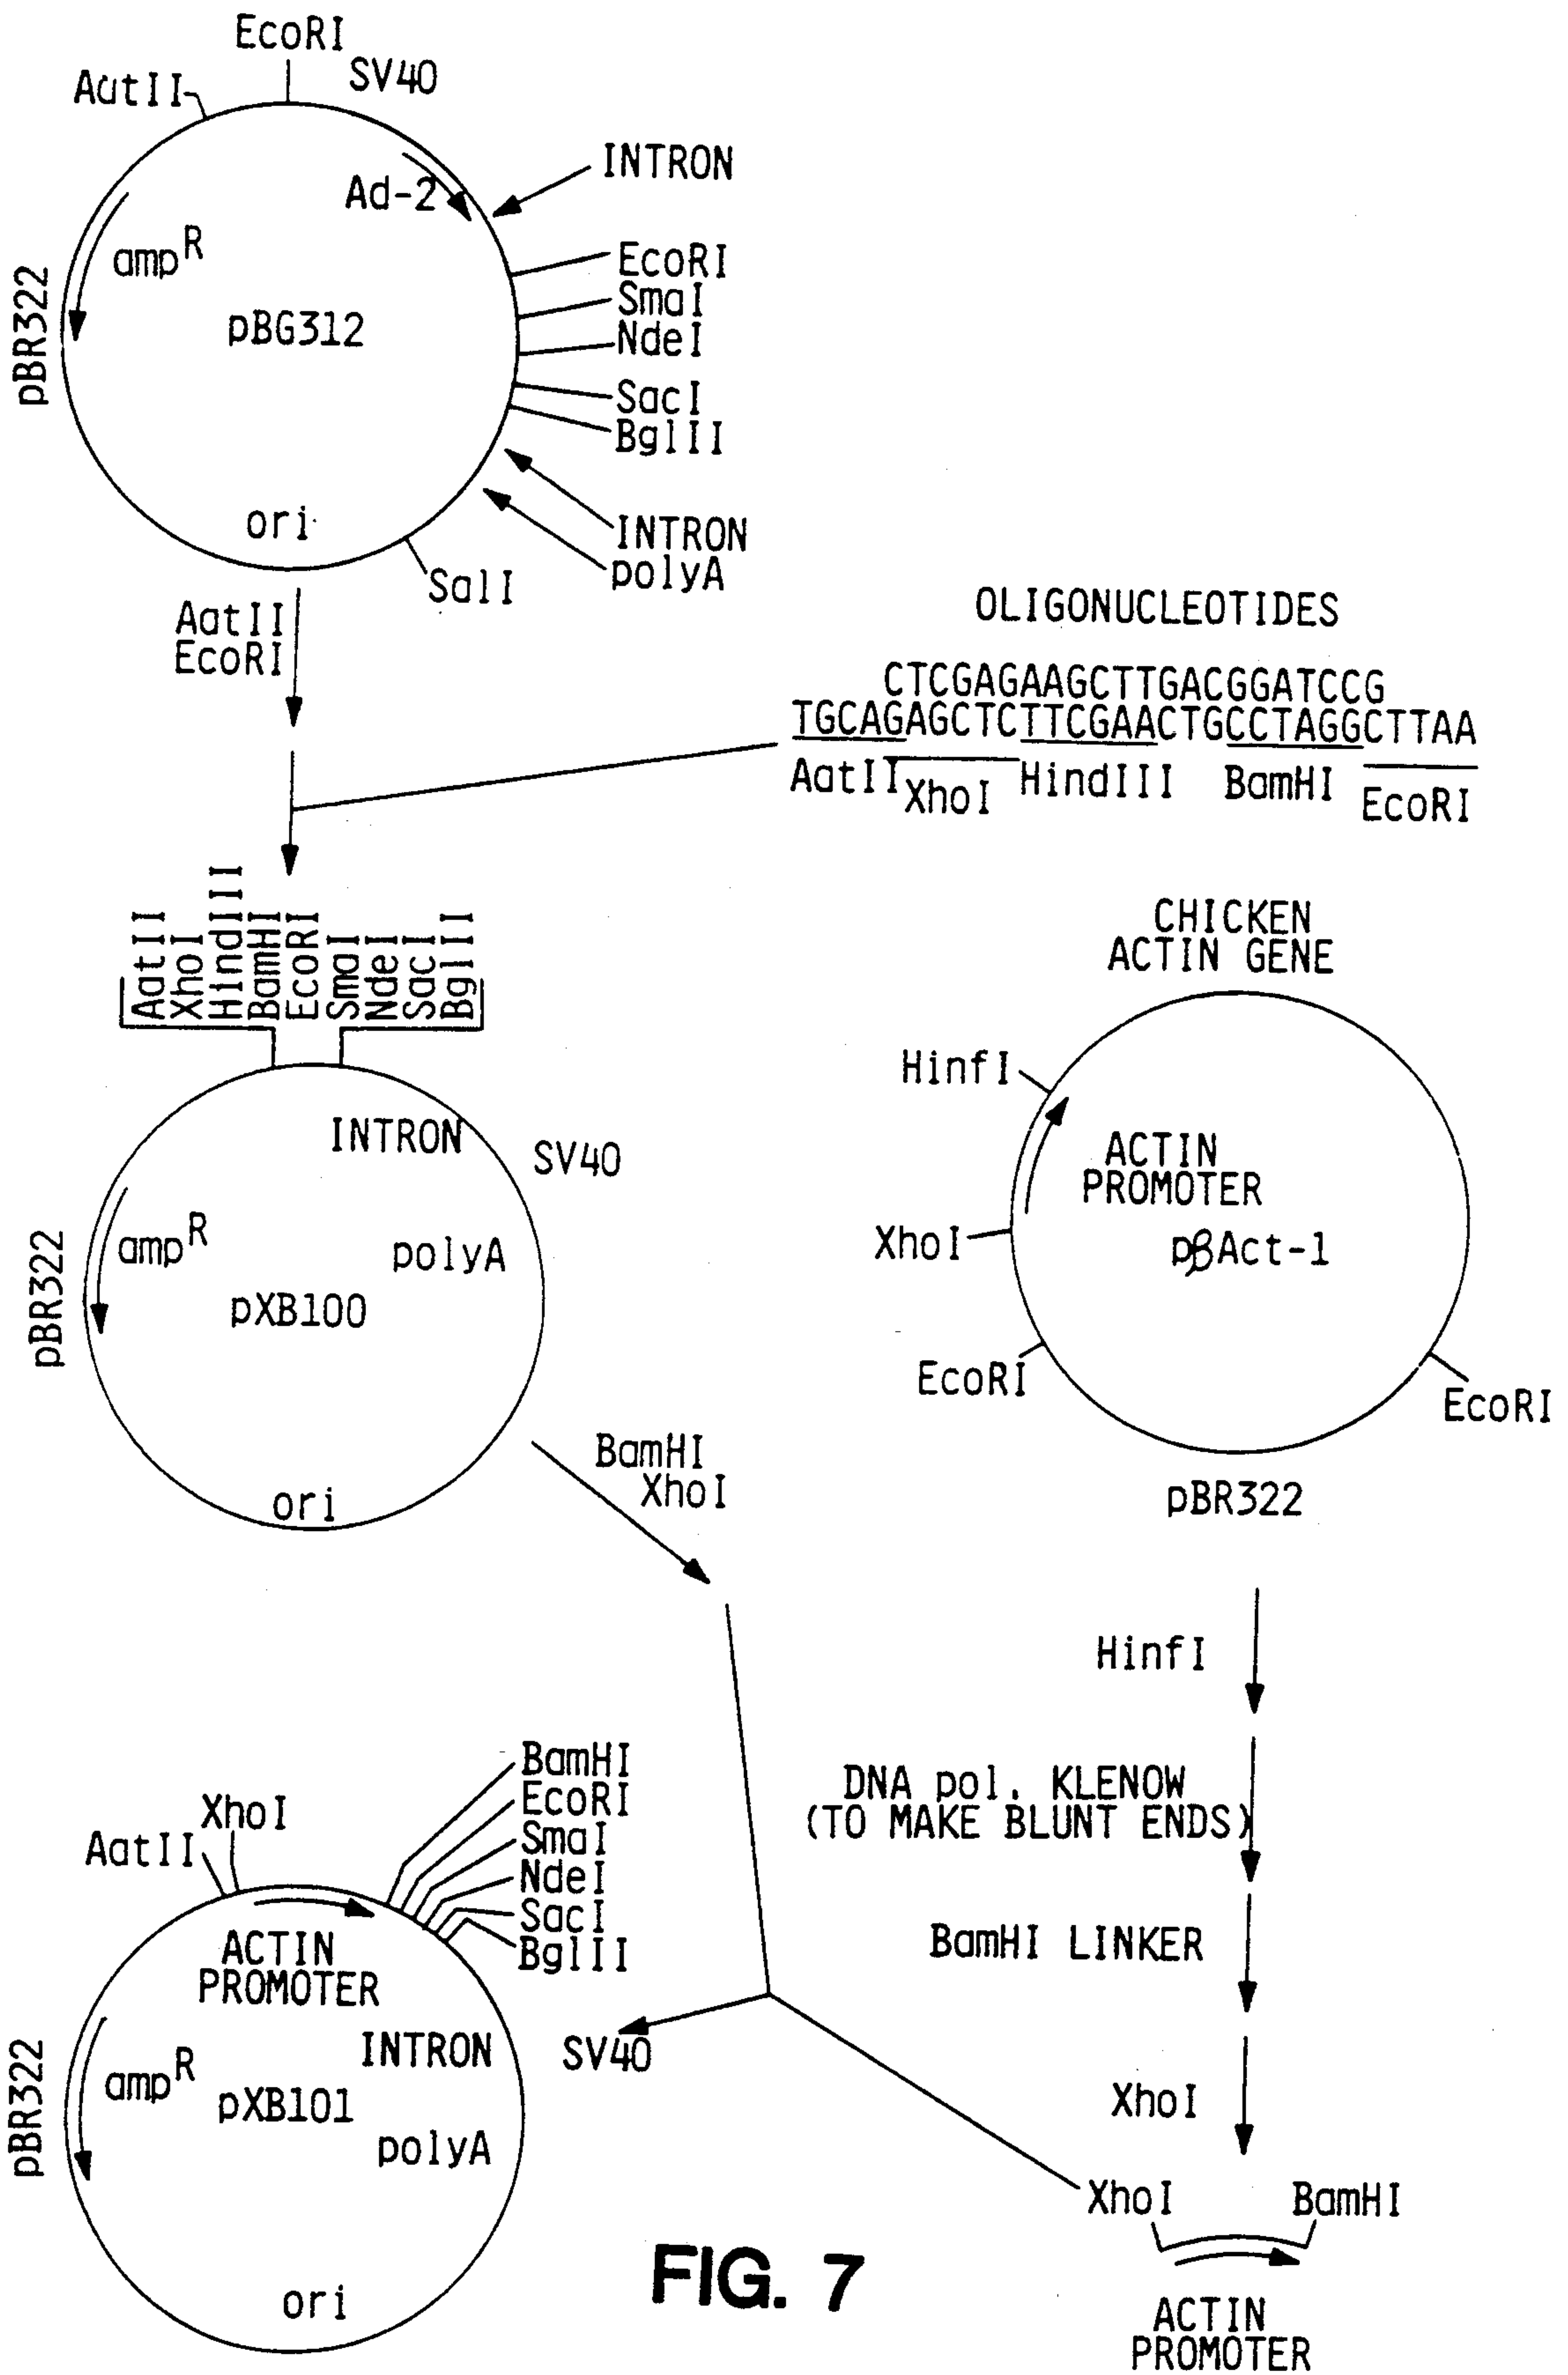 EcoRI
SV40
AatII
INTRON
Ad-2
ampR
EcoRI
SmaI
NdeI
pBR322
pBG312
SacI
BglII
ori
INTRON
polyA
SalI
AatII
EcoRI
OLIGONUCLEOTIDES
CTCGAGAAGCTTGACGGATCCG
TGCAGAGCTCTTCGAACTGCCTAGGCTTAA
AatII
XhoI
HindIII
BamHI
EcoRI
AatII
XhoI
HindIII
BamHI
EcoRI
SmaI
NdeI
SacI
BglII
CHICKEN
ACTIN GENE
HinfI
INTRON
SV40
ACTIN
PROMOTER
pBR322
ampR
polyA
XhoI
pβAct-1
pXB100
EcoRI
EcoRI
BamHI
XhoI
ori
pBR322
HinfI
DNA pol. KLENOW
(TO MAKE BLUNT ENDS)
BamHI LINKER
XhoI
BamHI
EcoRI
SmaI
NdeI
SacI
BglII
XhoI
AatII
ACTIN
PROMOTER
INTRON
SV40
pBR322
ampR
pXB101
polyA
ori
XhoI
BamHI
ACTIN
PROMOTER
FIG. 7